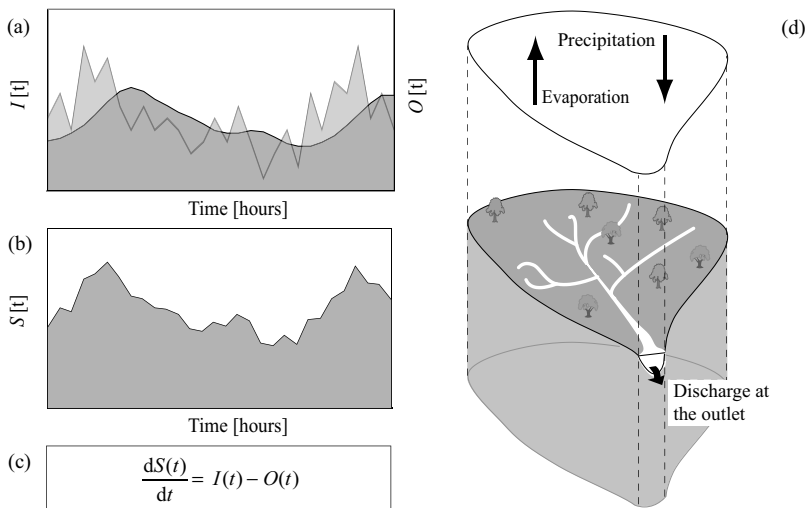 (a)
I [t]
O [t]
Time [hours]
(b)
S [t]
Time [hours]
(c)
dS(t)/dt = I(t) – O(t)
(d)
Precipitation
Evaporation
Discharge at
the outlet